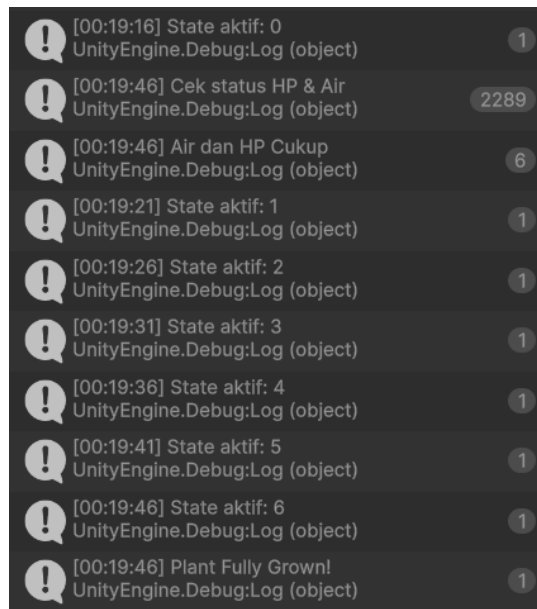 [00:19:16] State aktif: 0
UnityEngine.Debug:Log (object)
1
[00:19:46] Cek status HP & Air
UnityEngine.Debug:Log (object)
2289
[00:19:46] Air dan HP Cukup
UnityEngine.Debug:Log (object)
6
[00:19:21] State aktif: 1
UnityEngine.Debug:Log (object)
1
[00:19:26] State aktif: 2
UnityEngine.Debug:Log (object)
1
[00:19:31] State aktif: 3
UnityEngine.Debug:Log (object)
1
[00:19:36] State aktif: 4
UnityEngine.Debug:Log (object)
1
[00:19:41] State aktif: 5
UnityEngine.Debug:Log (object)
1
[00:19:46] State aktif: 6
UnityEngine.Debug:Log (object)
1
[00:19:46] Plant Fully Grown!
UnityEngine.Debug:Log (object)
1